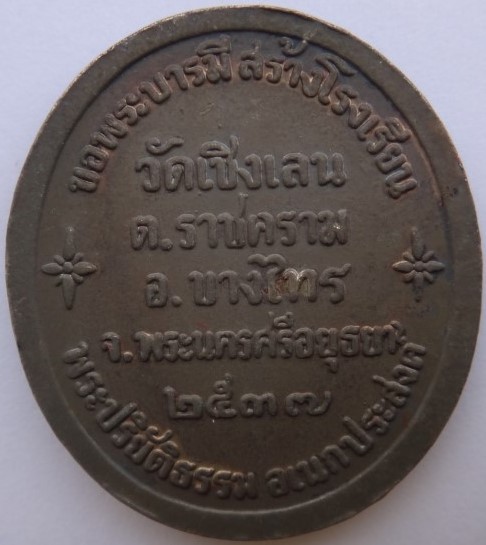 ขอพระบารมีสร้างโรงเรียน
วัดเชิงเลน
ต.ราชคราม
อ.บางไทร
จ.พระนครศรีอยุธยา
๒๕๓๗
พระปริยัติธรรม อเนกประสงค์